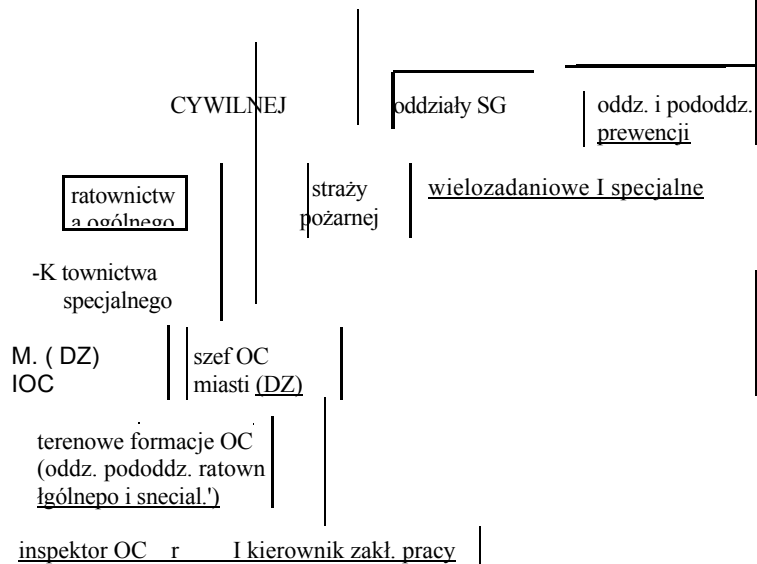 CYWILNEJ oddziały SG oddz. i pododdz.
prewencji
ratownictw straży wielozadaniowe I specjalne
a ogólnego pożarnej
-K townictwa
specjalnego
M. ( DZ) szef OC
IOC miasti (DZ)
terenowe formacje OC
(oddz. pododdz. ratown
łgólnepo i snecial.')
inspektor OC r I kierownik zakł. pracy